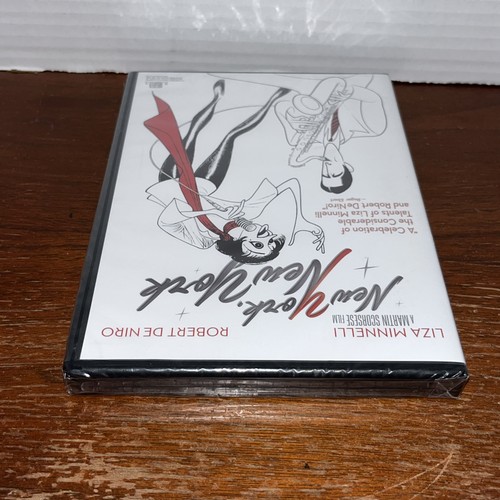 LIZA MINNELLI
ROBERT DE NIRO
A MARTIN SCORSESE FILM
New York,
New York
"A Celebration of
the Considerable
Talents of Liza Minnelli
and Robert De Niro!"